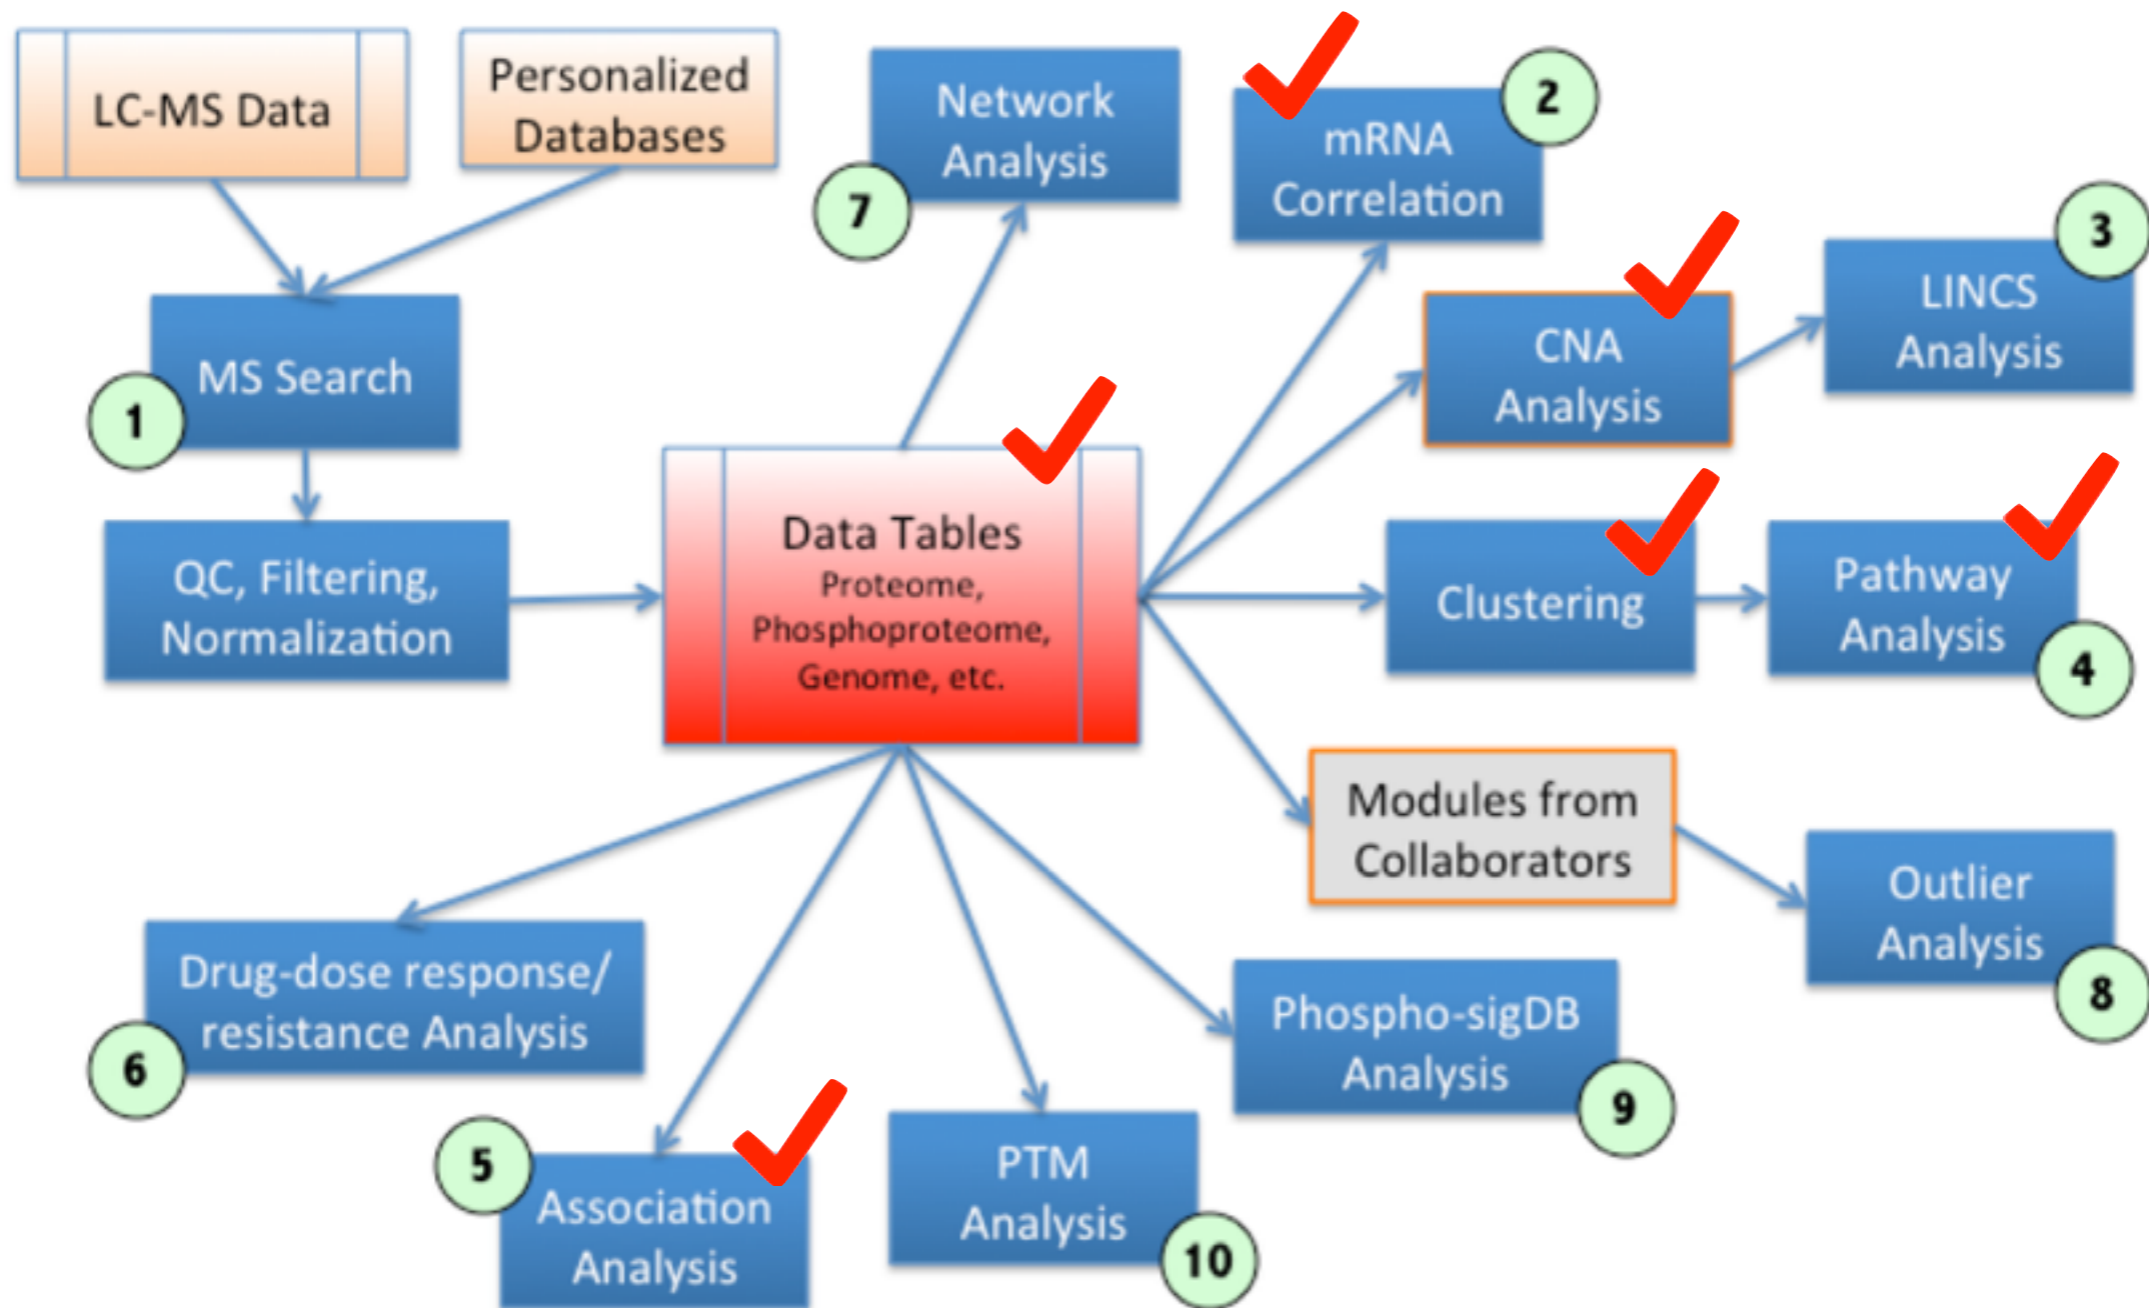 LC-MS Data
Personalized
Databases
Network
Analysis
7
mRNA
Correlation
2
CNA
Analysis
LINCS
Analysis
3
MS Search
1
QC, Filtering,
Normalization
Data Tables
Proteome,
Phosphoproteome,
Genome, etc.
Clustering
Pathway
Analysis
4
Modules from
Collaborators
Outlier
Analysis
8
Drug-dose response/
resistance Analysis
6
5
Association
Analysis
PTM
Analysis
10
Phospho-sigDB
Analysis
9